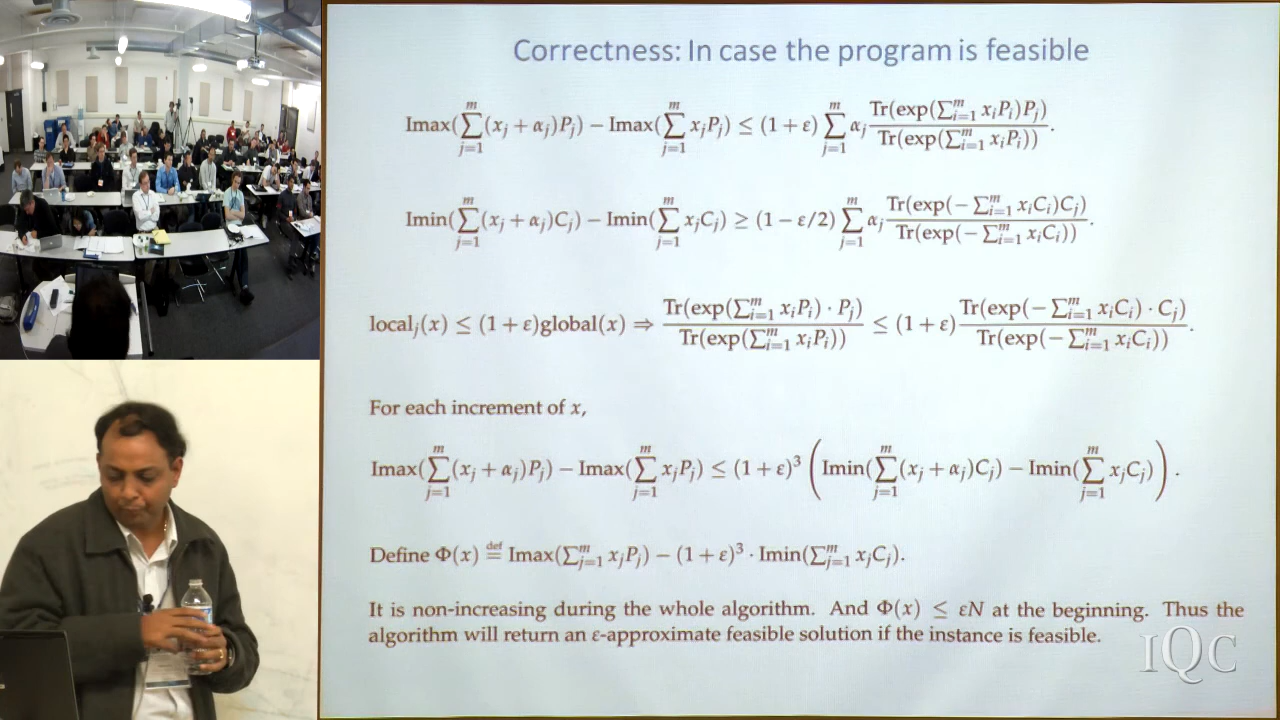 Correctness: In case the program is feasible
Imax(∑_{j=1}^{m}(x_j + α_j)P_j) − Imax(∑_{j=1}^{m} x_jP_j) ≤ (1 + ε) ∑_{j=1}^{m} α_j Tr(exp(∑_{i=1}^{m} x_iP_i)P_j) / Tr(exp(∑_{i=1}^{m} x_iP_i)).
Imin(∑_{j=1}^{m}(x_j + α_j)C_j) − Imin(∑_{j=1}^{m} x_jC_j) ≥ (1 − ε/2) ∑_{j=1}^{m} α_j Tr(exp(−∑_{i=1}^{m} x_iC_i)C_j) / Tr(exp(−∑_{i=1}^{m} x_iC_i)).
local_j(x) ≤ (1 + ε)global(x) ⇒ Tr(exp(∑_{i=1}^{m} x_iP_i) · P_j) / Tr(exp(∑_{i=1}^{m} x_iP_i)) ≤ (1 + ε) Tr(exp(−∑_{i=1}^{m} x_iC_i) · C_j) / Tr(exp(−∑_{i=1}^{m} x_iC_i)).
For each increment of x,
Imax(∑_{j=1}^{m}(x_j + α_j)P_j) − Imax(∑_{j=1}^{m} x_jP_j) ≤ (1 + ε)^3 (Imin(∑_{j=1}^{m}(x_j + α_j)C_j) − Imin(∑_{j=1}^{m} x_jC_j)).
Define Φ(x) def= Imax(∑_{j=1}^{m} x_jP_j) − (1 + ε)^3 · Imin(∑_{j=1}^{m} x_jC_j).
It is non-increasing during the whole algorithm. And Φ(x) ≤ εN at the beginning. Thus the
algorithm will return an ε-approximate feasible solution if the instance is feasible.
IQC